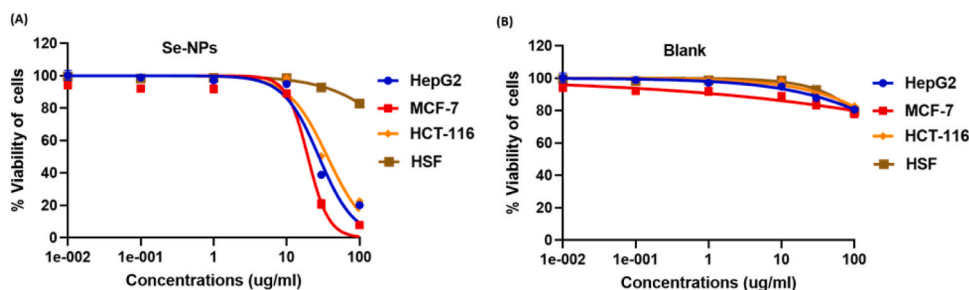 (A)
Se-NPs
% Viability of cells
120
100
80
60
40
20
0
1e-002 1e-001 1 10 100
Concentrations (ug/ml)
HepG2
MCF-7
HCT-116
HSF
(B)
Blank
% Viability of cells
120
100
80
60
40
20
0
1e-002 1e-001 1 10 100
Concentrations (ug/ml)
HepG2
MCF-7
HCT-116
HSF